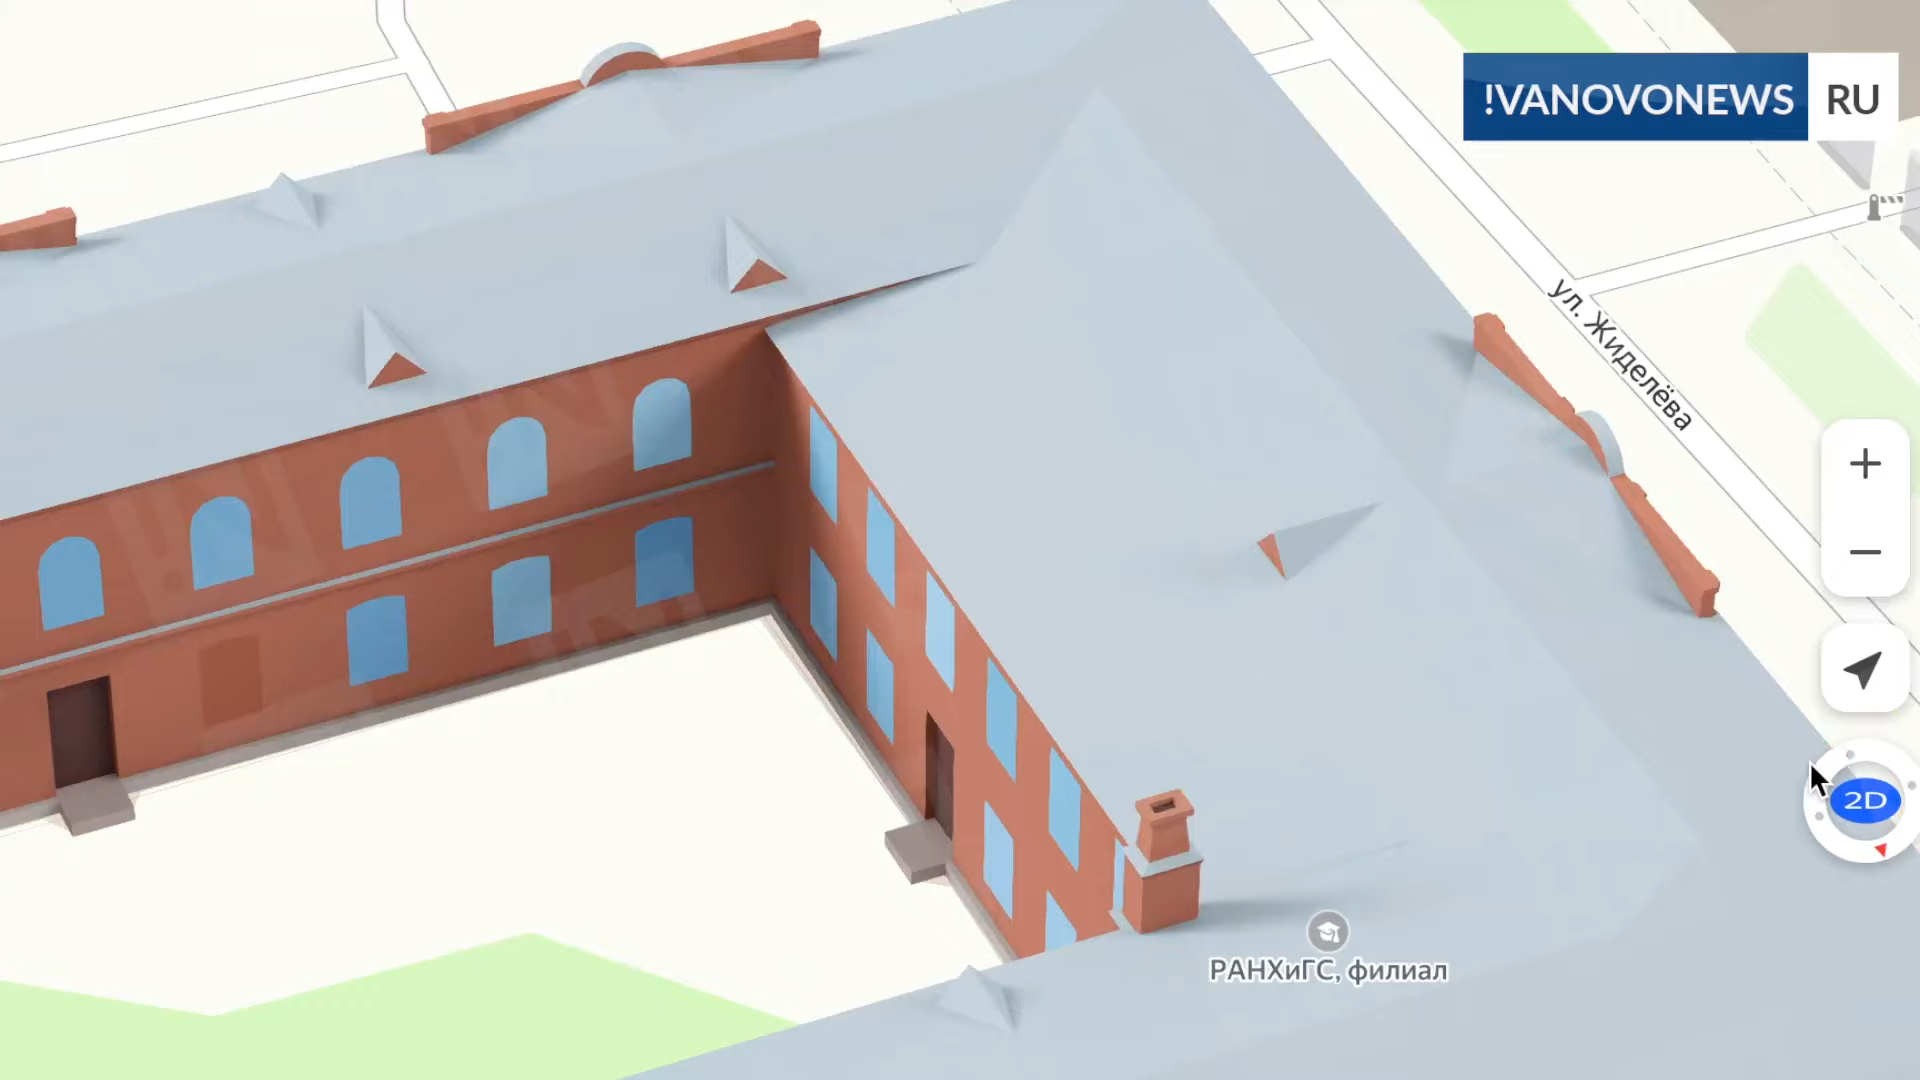 !VANOVONEWS RU
ул. Жиделёва
+
−
2D
РАНХиГС, филиал